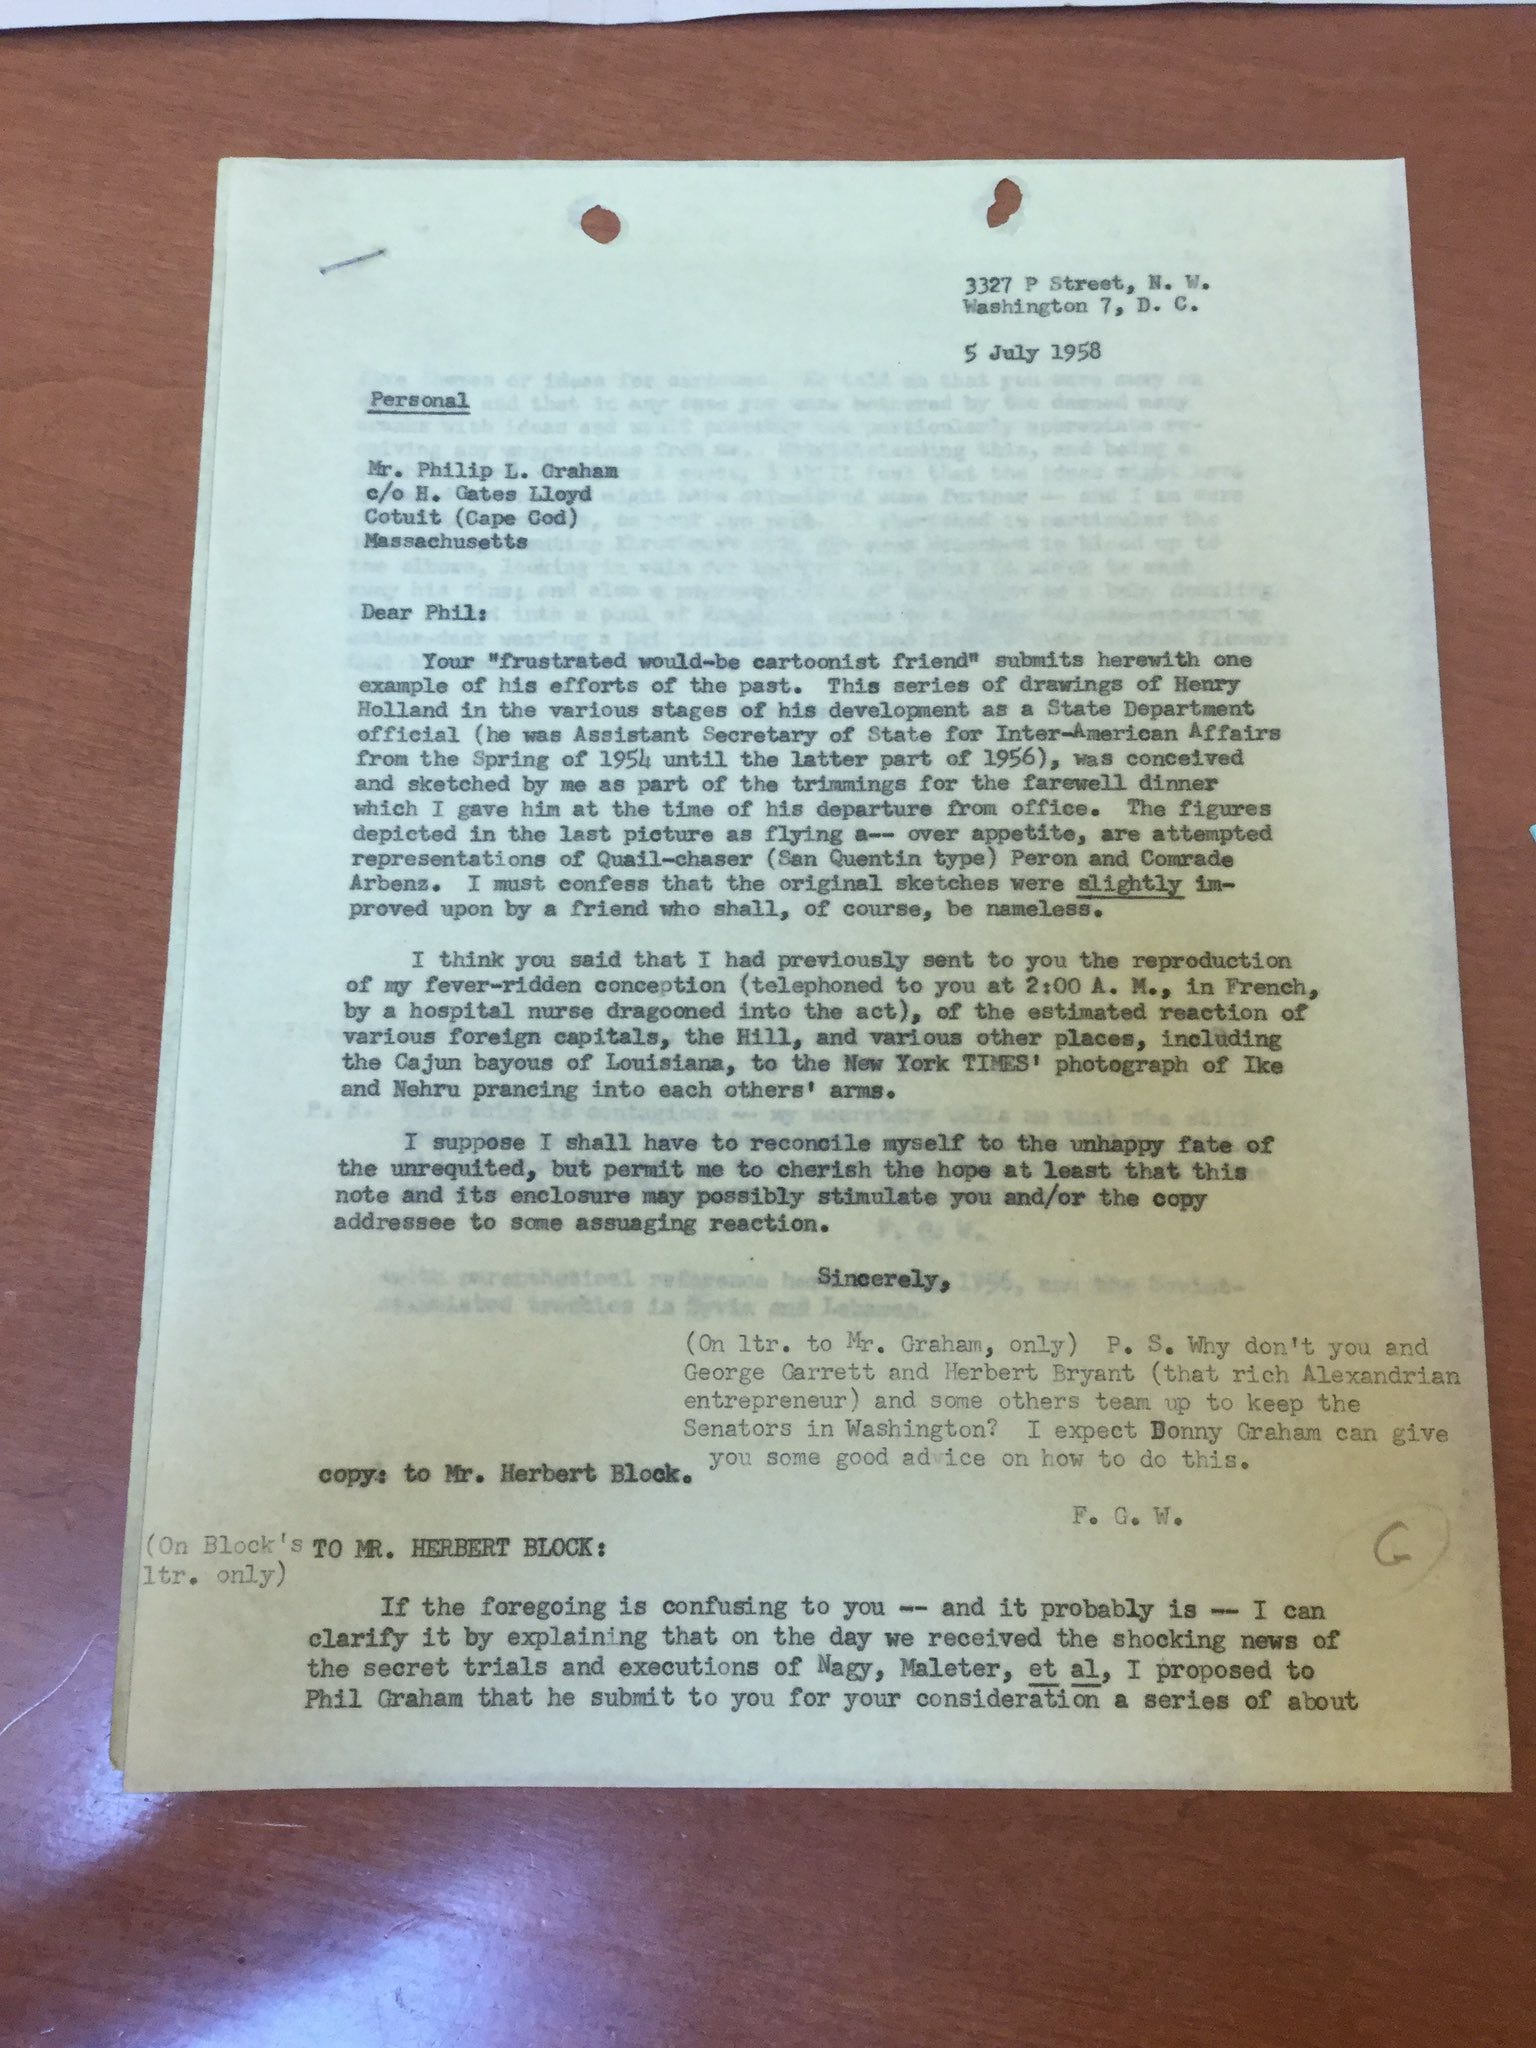 3327 P Street, N. W.
Washington 7, D. C.
5 July 1958
Personal
Mr. Philip L. Graham
c/o H. Gates Lloyd
Cotuit (Cape Cod)
Massachusetts
Dear Phil:
Your "frustrated would-be cartoonist friend" submits herewith one
example of his efforts of the past. This series of drawings of Henry
Holland in the various stages of his development as a State Department
official (he was Assistant Secretary of State for Inter-American Affairs
from the Spring of 1954 until the latter part of 1956), was conceived
and sketched by me as part of the trimmings for the farewell dinner
which I gave him at the time of his departure from office. The figures
depicted in the last picture as flying a-- over appetite, are attempted
representations of Quail-chaser (San Quentin type) Peron and Comrade
Arbenz. I must confess that the original sketches were slightly im-
proved upon by a friend who shall, of course, be nameless.
I think you said that I had previously sent to you the reproduction
of my fever-ridden conception (telephoned to you at 2:00 A. M., in French,
by a hospital nurse dragooned into the act), of the estimated reaction of
various foreign capitals, the Hill, and various other places, including
the Cajun bayous of Louisiana, to the New York TIMES' photograph of Ike
and Nehru prancing into each others' arms.
I suppose I shall have to reconcile myself to the unhappy fate of
the unrequited, but permit me to cherish the hope at least that this
note and its enclosure may possibly stimulate you and/or the copy
addressee to some assuaging reaction.
Sincerely,
(On ltr. to Mr. Graham, only) P. S. Why don't you and
George Garrett and Herbert Bryant (that rich Alexandrian
entrepreneur) and some others team up to keep the
Senators in Washington? I expect Donny Graham can give
you some good advice on how to do this.
copy: to Mr. Herbert Block.
F. G. W.
G
(On Block's TO MR. HERBERT BLOCK:
ltr. only)
If the foregoing is confusing to you -- and it probably is -- I can
clarify it by explaining that on the day we received the shocking news of
the secret trials and executions of Nagy, Maleter, et al, I proposed to
Phil Graham that he submit to you for your consideration a series of about